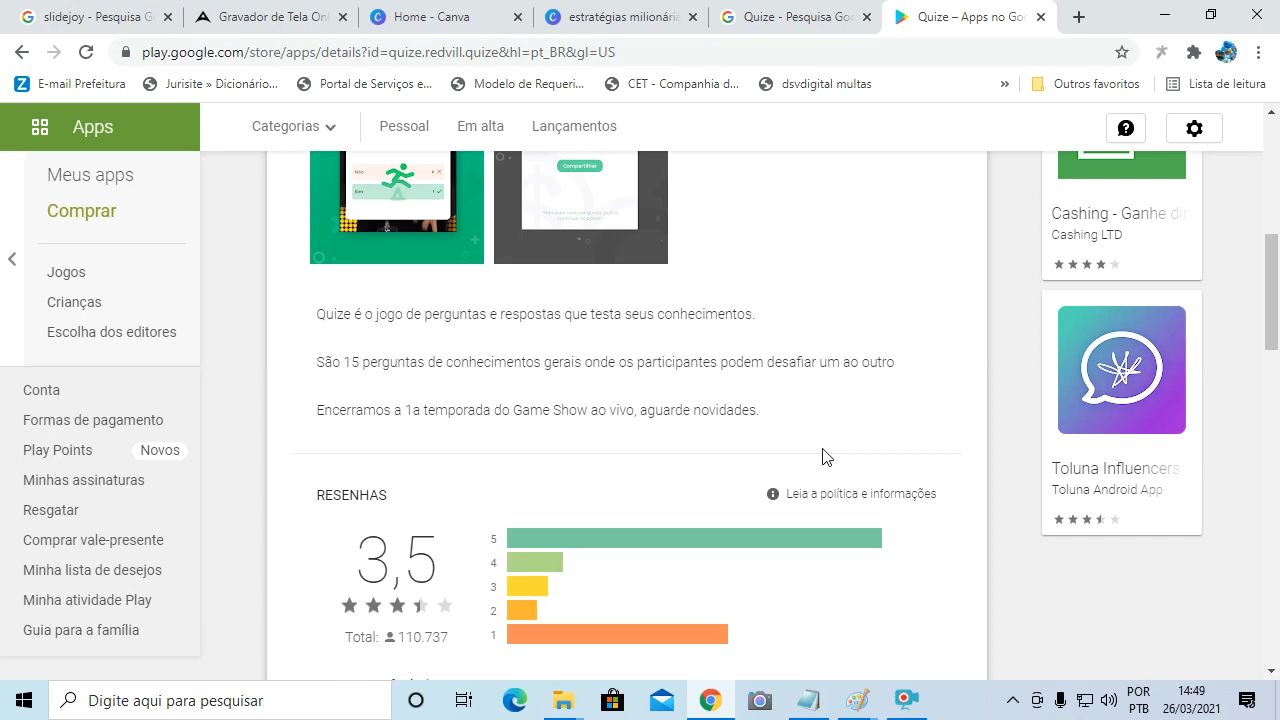 slidejoy - Pesquisa G
Gravador de Tela Onl
Home - Canva
estratégias milionári
Quize - Pesquisa Goo
Quize – Apps no Goo
play.google.com/store/apps/details?id=quize.redvill.quize&hl=pt_BR&gl=US
E-mail Prefeitura
Jurisite » Dicionário...
Portal de Serviços e...
Modelo de Requeri...
CET - Companhia d...
dsvdigital multas
»
Outros favoritos
Lista de leitura
Apps
Categorias
Pessoal
Em alta
Lançamentos
Meus apps
Comprar
Jogos
Crianças
Escolha dos editores
Conta
Formas de pagamento
Play Points
Novos
Minhas assinaturas
Resgatar
Comprar vale-presente
Minha lista de desejos
Minha atividade Play
Guia para a família
Compartilhar
Quize é o jogo de perguntas e respostas que testa seus conhecimentos.
São 15 perguntas de conhecimentos gerais onde os participantes podem desafiar um ao outro
Encerramos a 1a temporada do Game Show ao vivo, aguarde novidades.
RESENHAS
Leia a política e informações
3,5
Total: 110.737
5
4
3
2
1
Cashing - Ganhe di
Cashing LTD
Toluna Influencers
Toluna Android App
Digite aqui para pesquisar
POR
PTB
14:49
26/03/2021